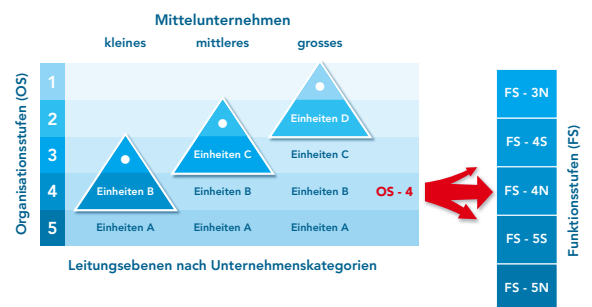 Mittelunternehmen
kleines mittleres grosses
Organisationsstufen (OS)
1
2 Einheiten D
3 Einheiten C Einheiten C
4 Einheiten B Einheiten B Einheiten B OS - 4
5 Einheiten A Einheiten A Einheiten A
Leitungsebenen nach Unternehmenskategorien
FS - 3N
FS - 4S
FS - 4N
FS - 5S
FS - 5N
Funktionsstufen (FS)